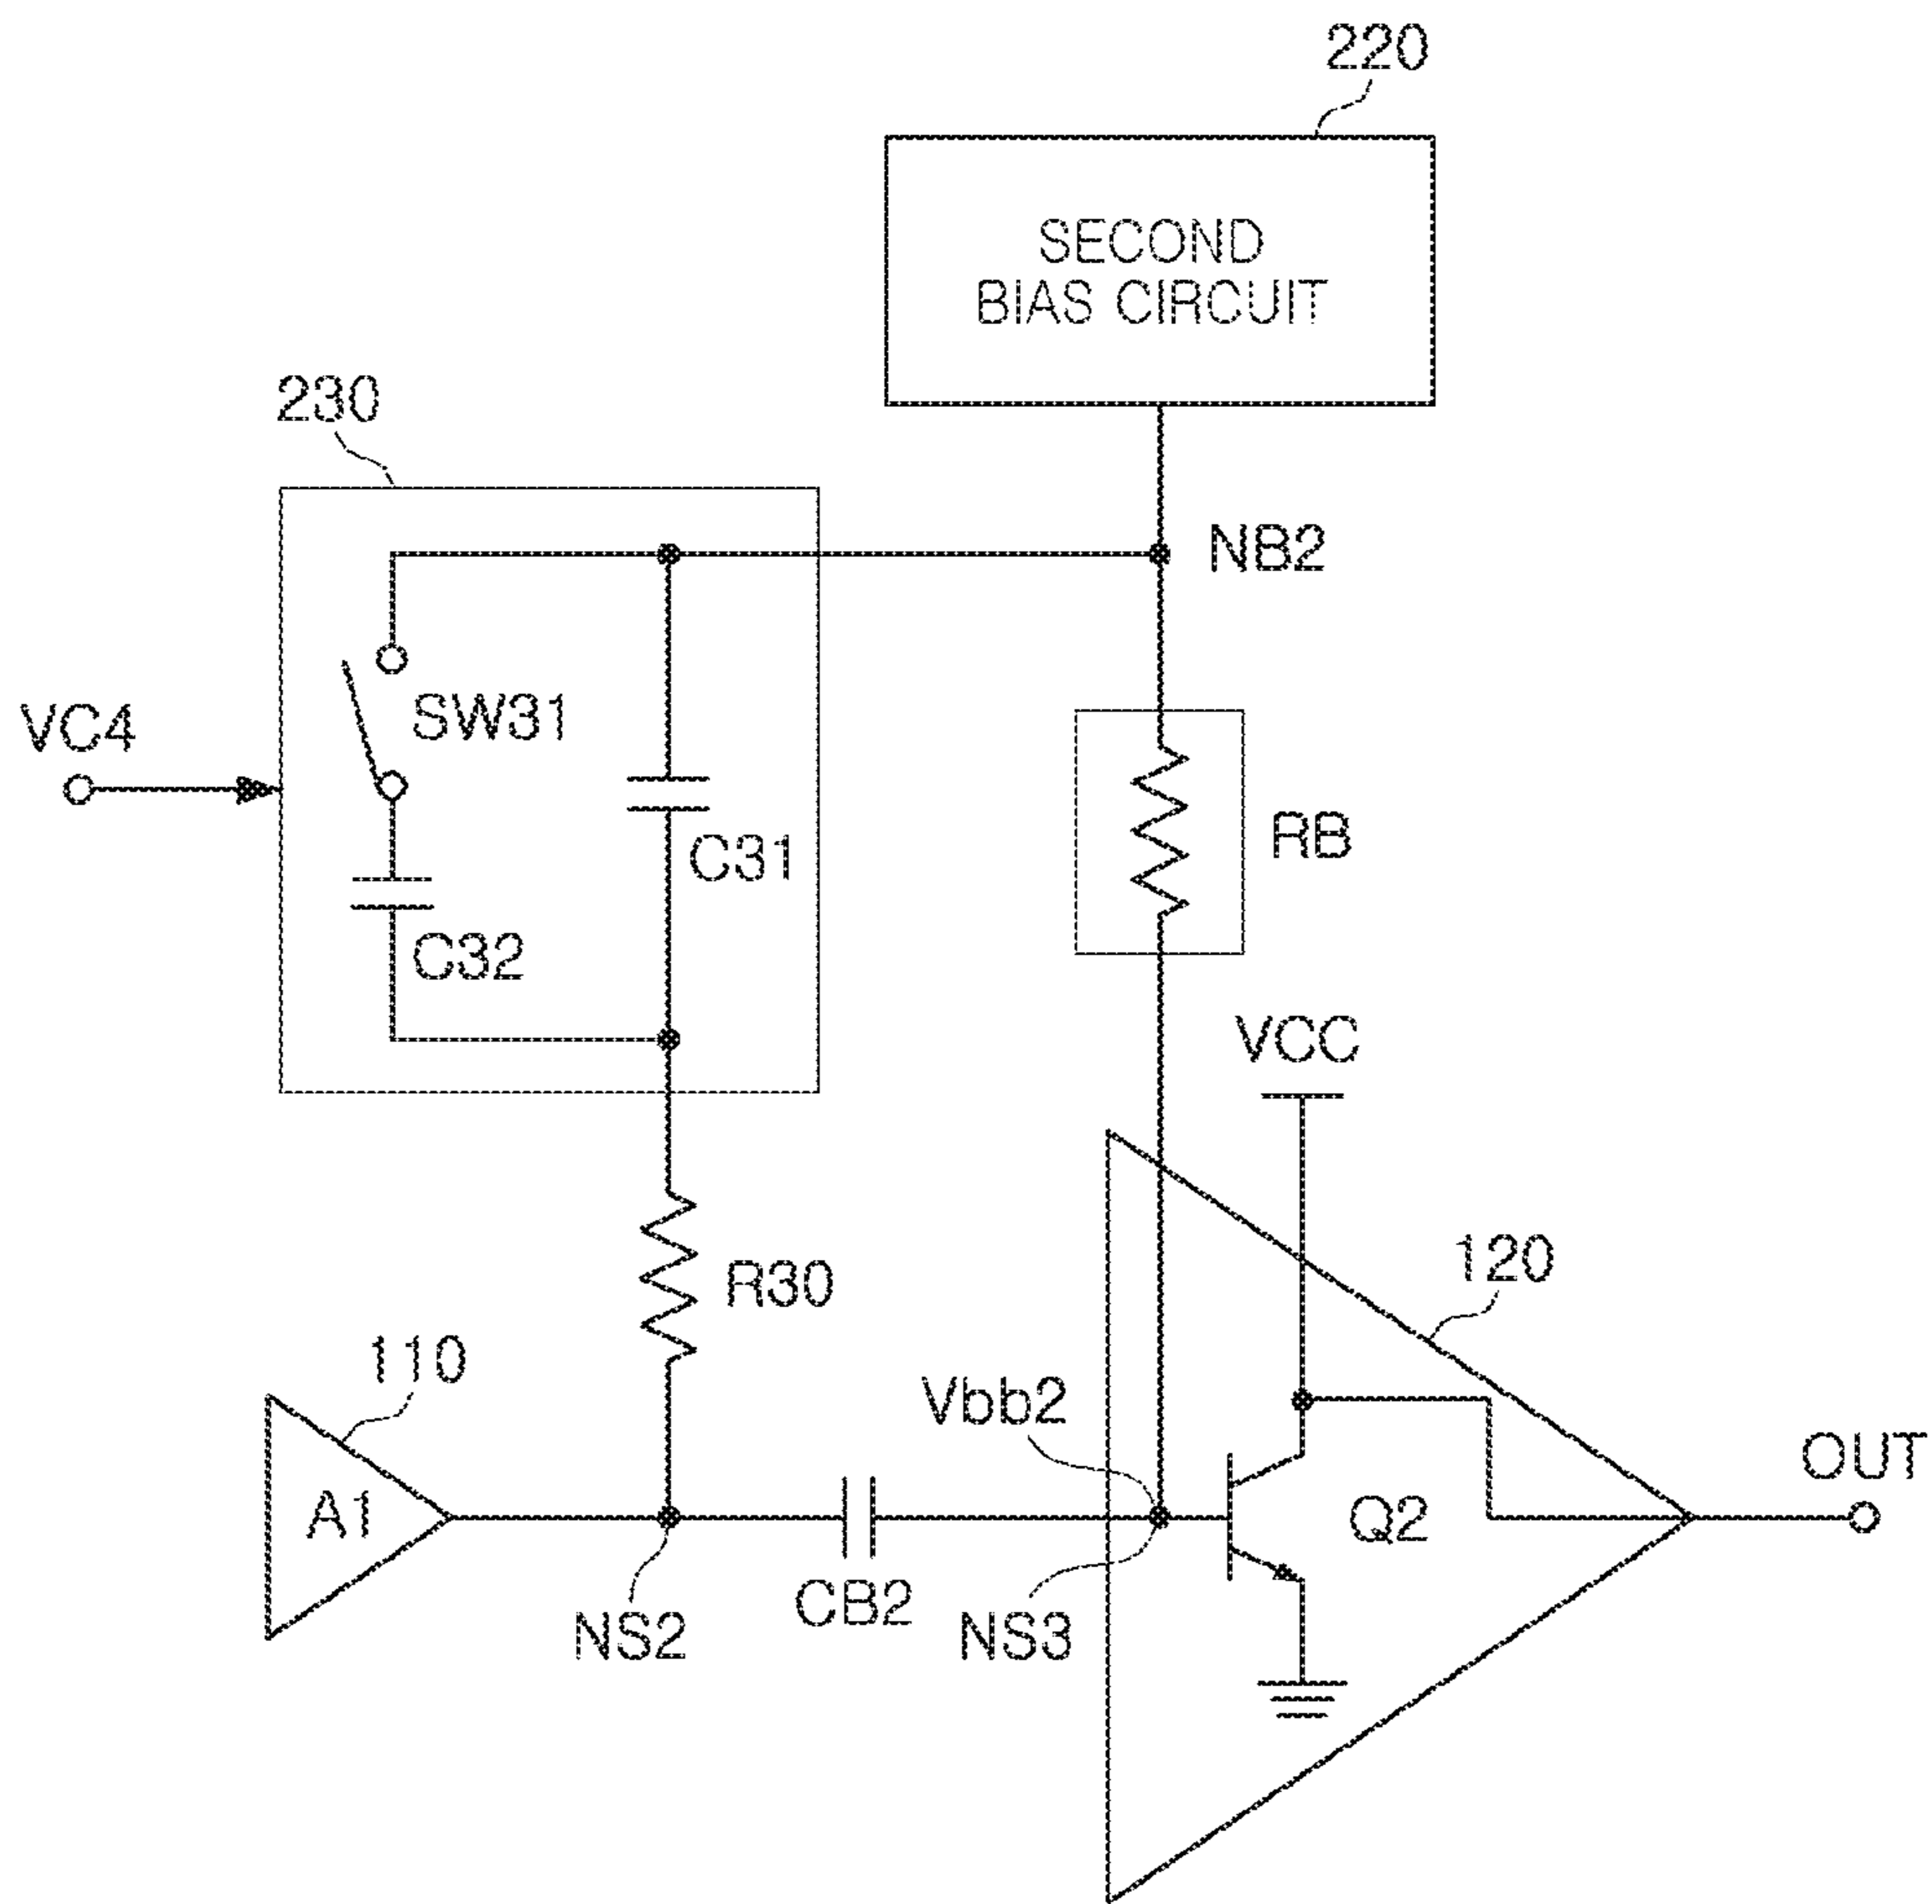 220
SECOND
BIAS CIRCUIT
230
NB2
VC4
SW31
C31
RB
C32
VCC
R30
120
110
Vbb2
A1
Q2
OUT
CB2
NS2
NS3